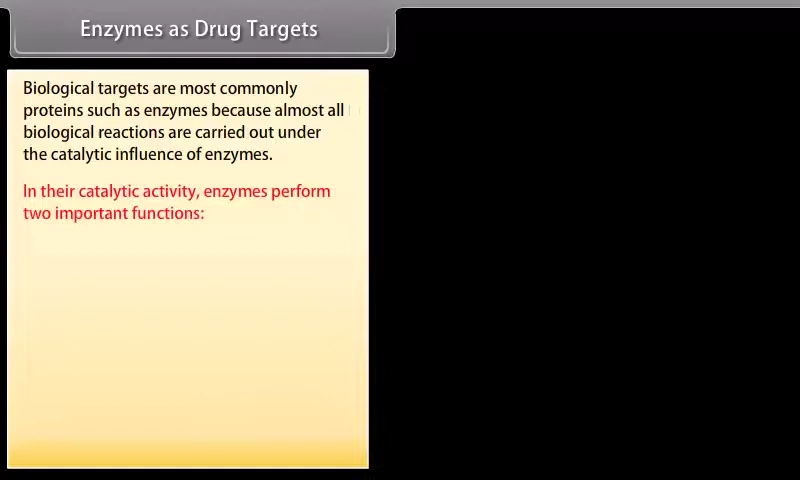 Enzymes as Drug Targets
Biological targets are most commonly
proteins such as enzymes because almost all
biological reactions are carried out under
the catalytic influence of enzymes.
In their catalytic activity, enzymes perform
two important functions: